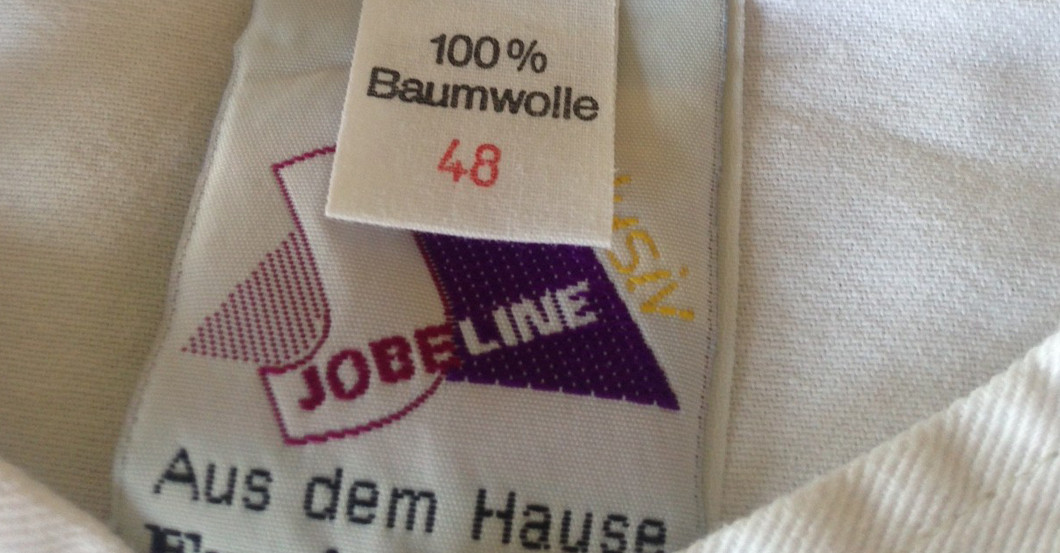 100%
Baumwolle
48
JOBELINE
Aus dem Hause